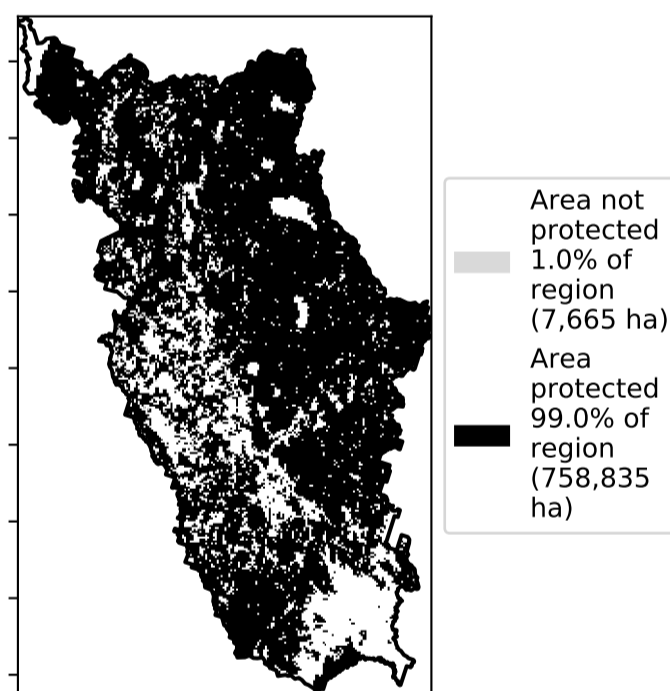 Area not
protected
1.0% of
region
(7,665 ha)
Area
protected
99.0% of
region
(758,835
ha)